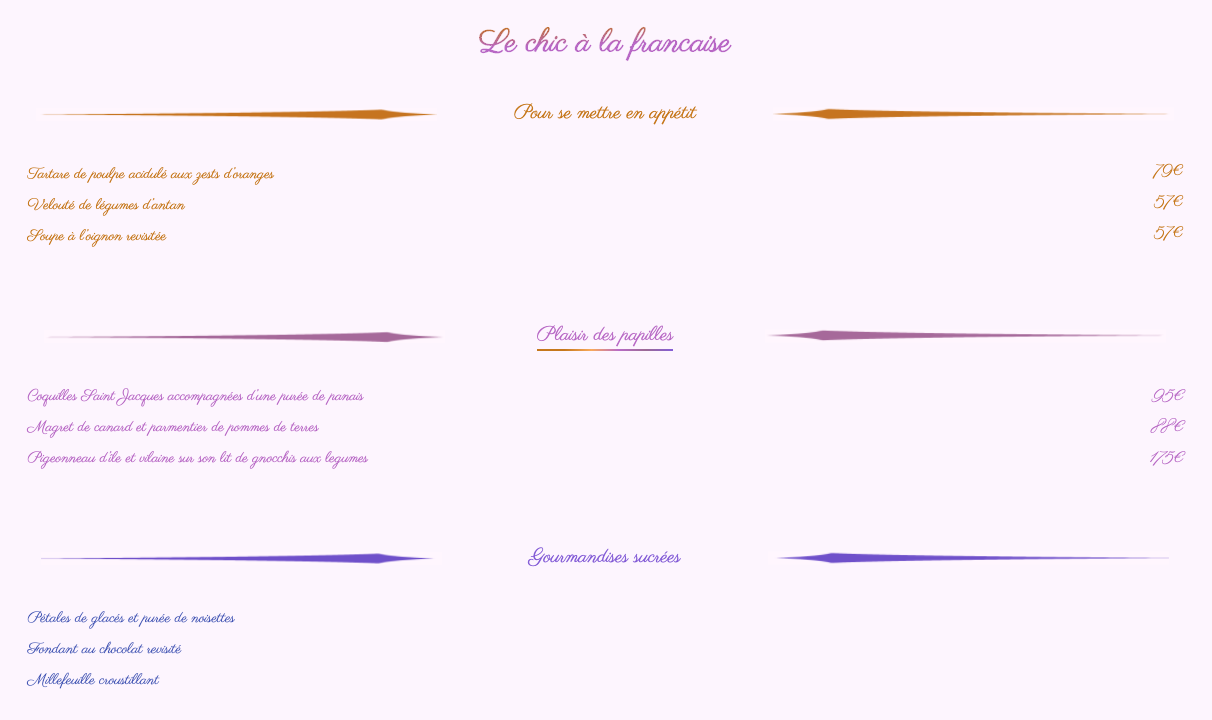 Le chic à la francaise
Pour se mettre en appétit
Tartare de poulpe acidulé aux zests d'oranges 79€
Velouté de légumes d'antan 57€
Soupe à l'oignon revisitée 57€
Plaisir des papilles
Coquilles Saint Jacques accompagnées d'une purée de panais 95€
Magret de canard et parmentier de pommes de terres 88€
Pigeonneau d'ile et vilaine sur son lit de gnocchis aux legumes 175€
Gourmandises sucrées
Pétales de glacés et purée de noisettes
Fondant au chocolat revisité
Millefeuille croustillant